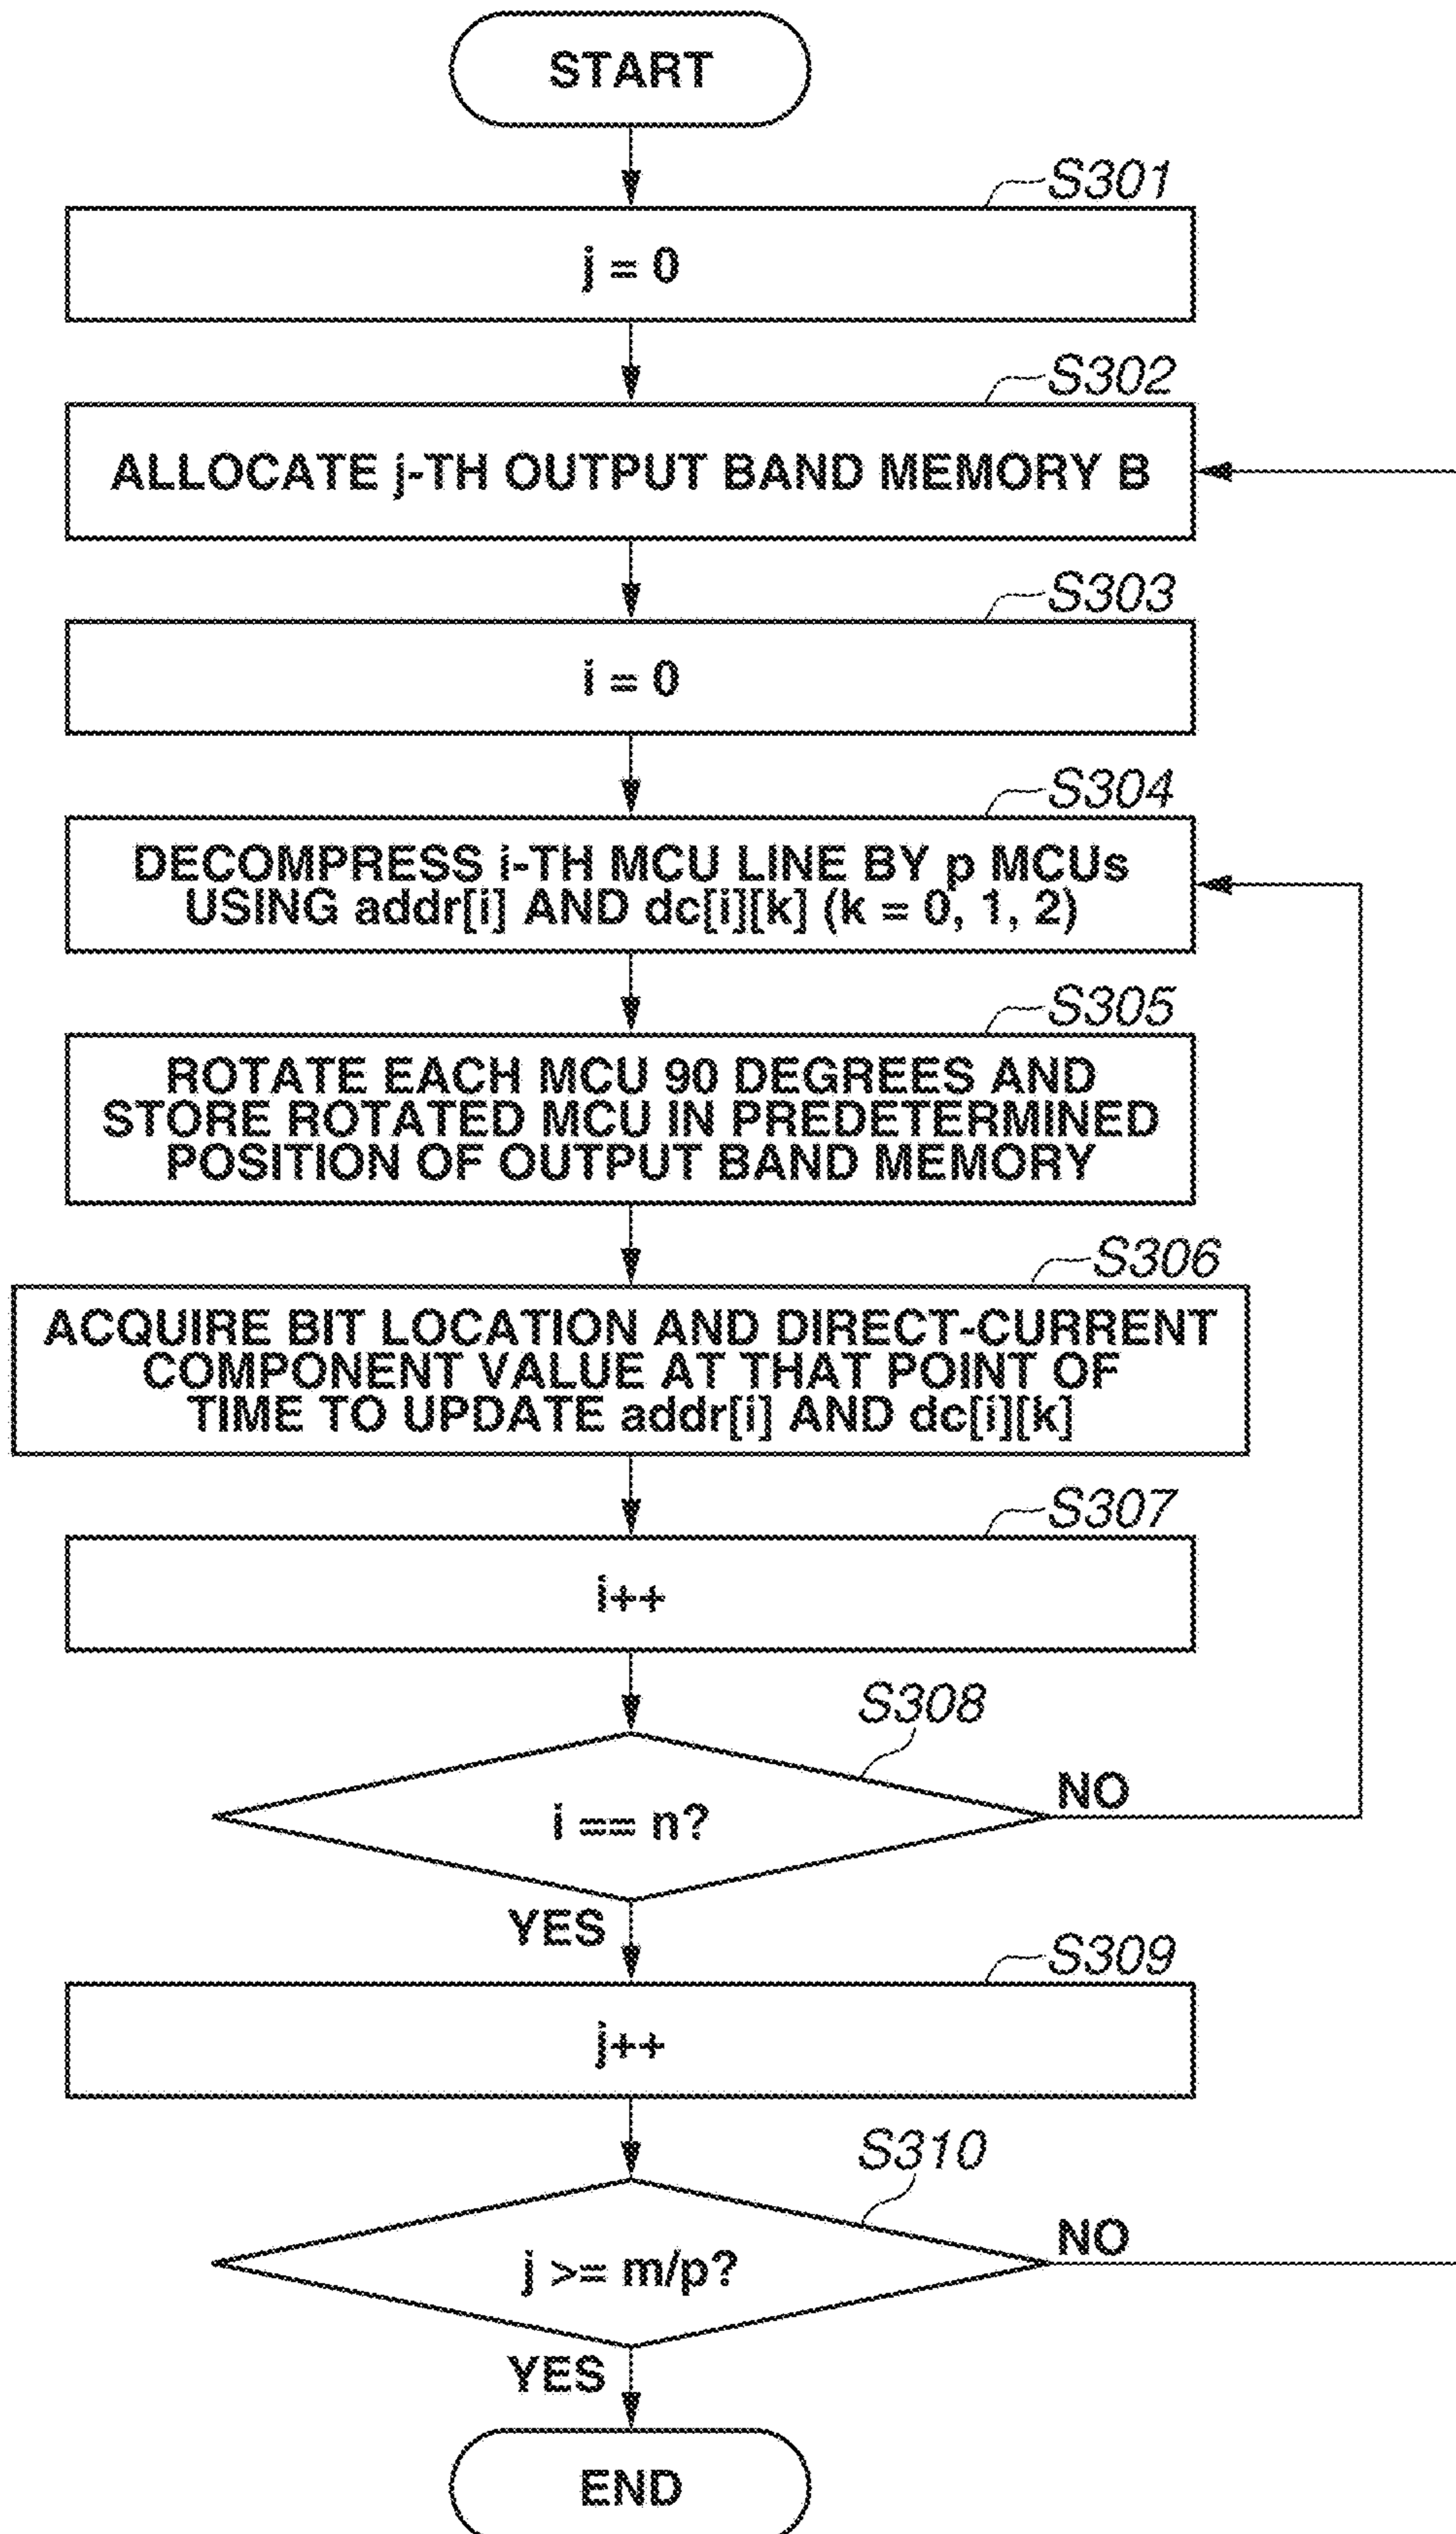 START
S301
j = 0
S302
ALLOCATE j-TH OUTPUT BAND MEMORY B
S303
i = 0
S304
DECOMPRESS i-TH MCU LINE BY p MCUs
USING addr[i] AND dc[i][k] (k = 0, 1, 2)
S305
ROTATE EACH MCU 90 DEGREES AND
STORE ROTATED MCU IN PREDETERMINED
POSITION OF OUTPUT BAND MEMORY
S306
ACQUIRE BIT LOCATION AND DIRECT-CURRENT
COMPONENT VALUE AT THAT POINT OF
TIME TO UPDATE addr[i] AND dc[i][k]
S307
i++
S308
i == n?
NO
YES
S309
j++
S310
j >= m/p?
NO
YES
END